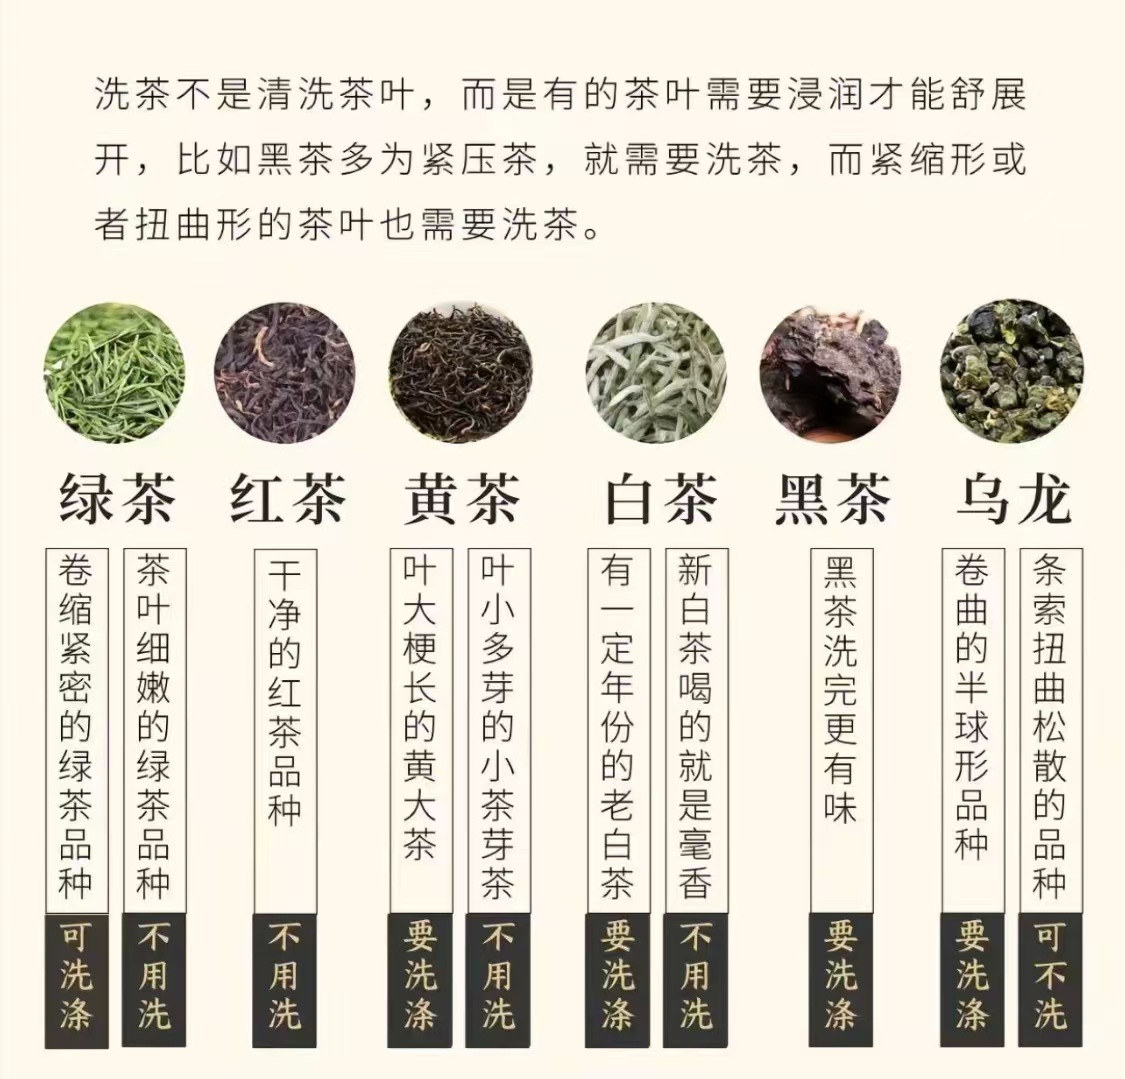 洗茶不是清洗茶叶，而是有的茶叶需要浸润才能舒展
开，比如黑茶多为紧压茶，就需要洗茶，而紧缩形或
者扭曲形的茶叶也需要洗茶。
绿茶
卷缩紧密的绿茶品种
可洗涤
茶叶细嫩的绿茶品种
不用洗
红茶
干净的红茶品种
不用洗
黄茶
叶大梗长的黄大茶
要洗涤
叶小多芽的小茶芽茶
不用洗
白茶
有一定年份的老白茶
要洗涤
新白茶喝的就是毫香
不用洗
黑茶
黑茶洗完更有味
要洗涤
乌龙
卷曲的半球形品种
要洗涤
条索扭曲松散的品种
可不洗